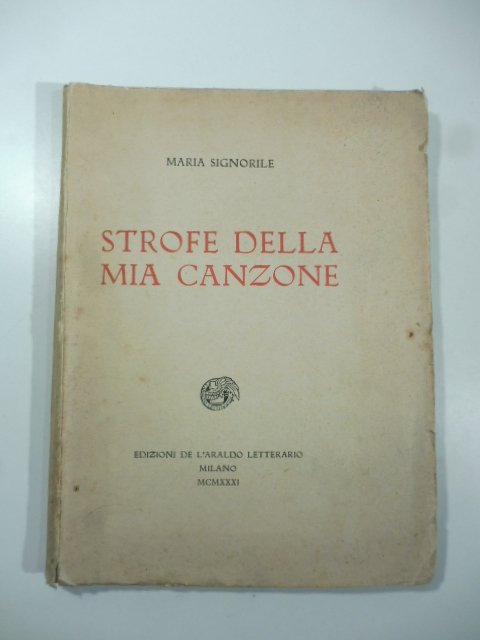 MARIA SIGNORILE
STROFE DELLA
MIA CANZONE
EDIZIONI DE L'ARALDO LETTERARIO
MILANO
MCMXXXI